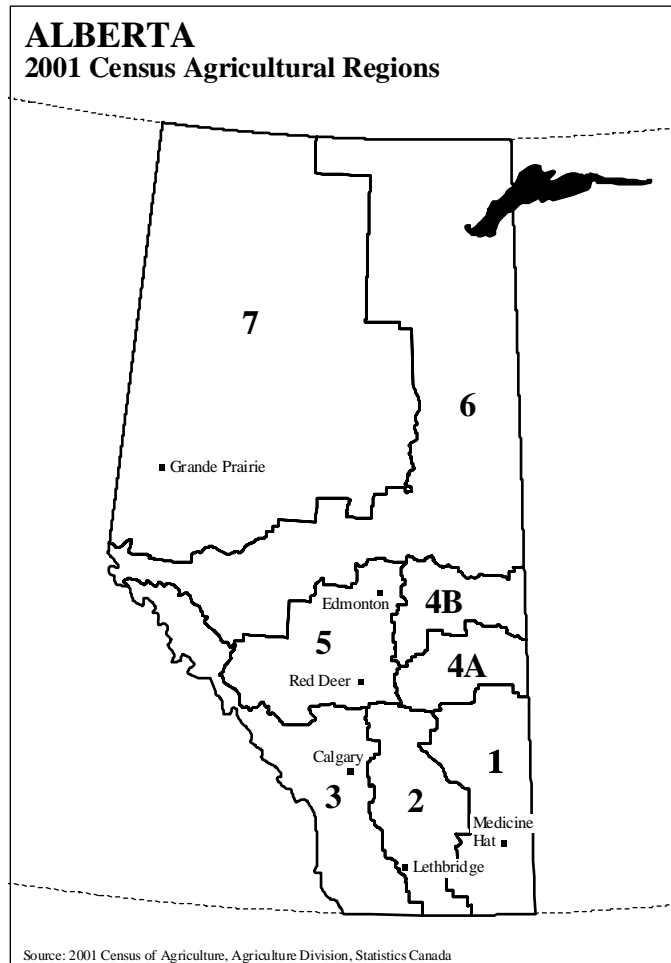 ALBERTA
2001 Census Agricultural Regions
7
6
Grande Prairie
Edmonton
4B
5
4A
Red Deer
1
Calgary
3
2
Medicine
Hat
Lethbridge
Source: 2001 Census of Agriculture, Agriculture Division, Statistics Canada